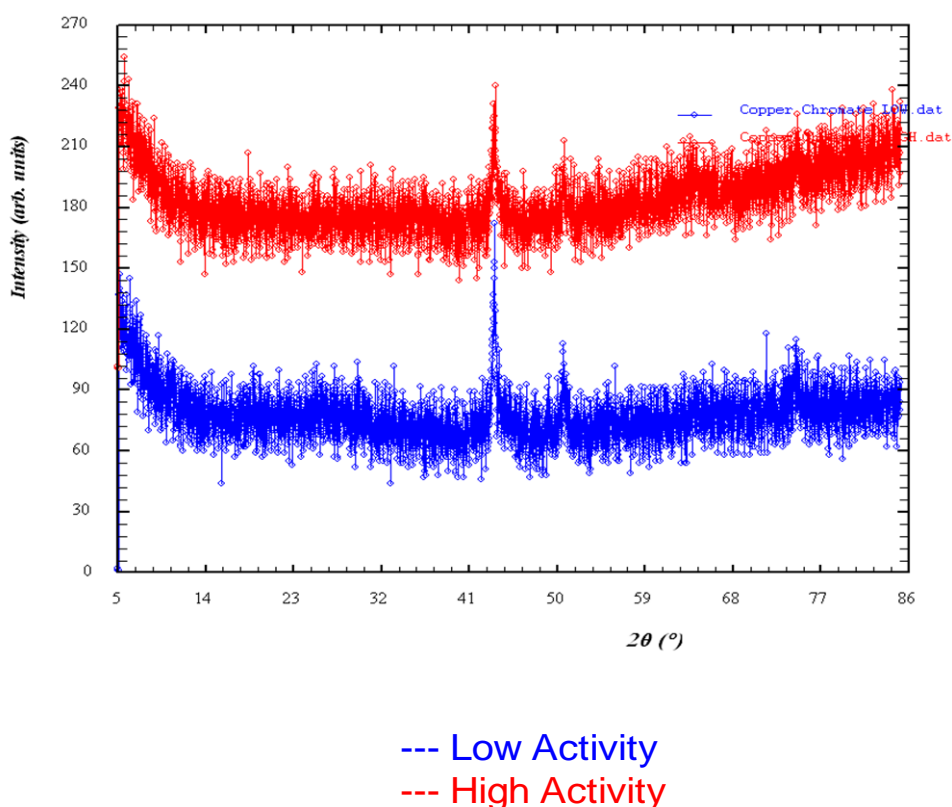 270
240
210
180
150
120
90
60
30
0
Intensity (arb. units)
Copper Chromate LOW.dat
5 14 23 32 41 50 59 68 77 86
2θ (°)
--- Low Activity
--- High Activity